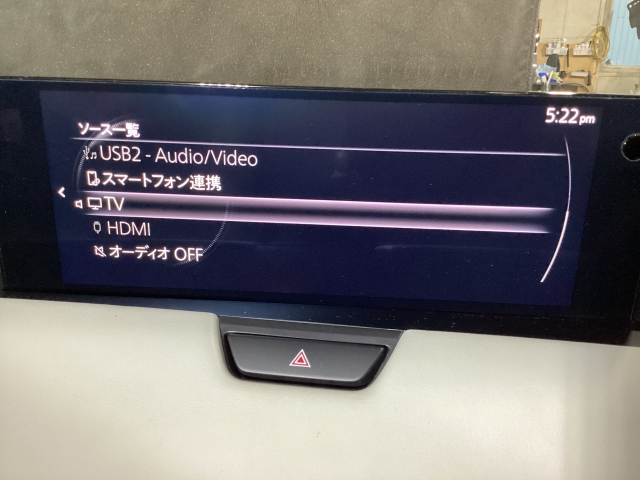 5:22pm
ソース一覧
USB2 - Audio/Video
スマートフォン連携
TV
HDMI
オーディオ OFF